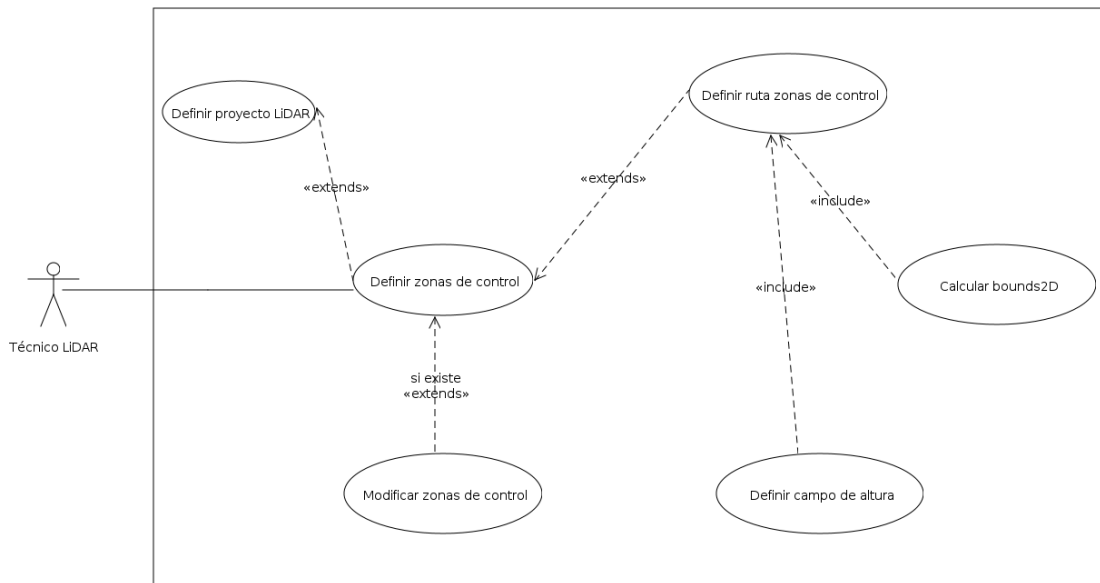 Definir proyecto LiDAR
Definir ruta zonas de control
«extends»
«extends»
«include»
Definir zonas de control
«include»
Calcular bounds2D
Técnico LiDAR
si existe
«extends»
Modificar zonas de control
Definir campo de altura